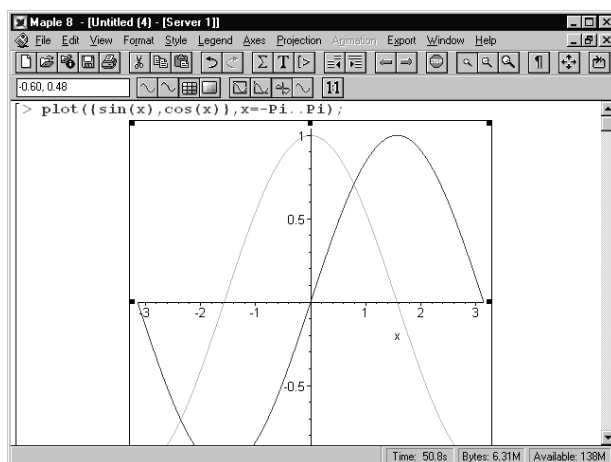 Maple 8 - [Untitled (4) - [Server 1]]
File Edit View Format Style Legend Axes Projection Animation Export Window Help
-0.60, 0.48
1:1
> plot({sin(x),cos(x)},x=-Pi..Pi);
1
0.5
-3 -2 -1 1 2 3
x
-0.5
Time: 50.8s Bytes: 6.31M Available: 138M